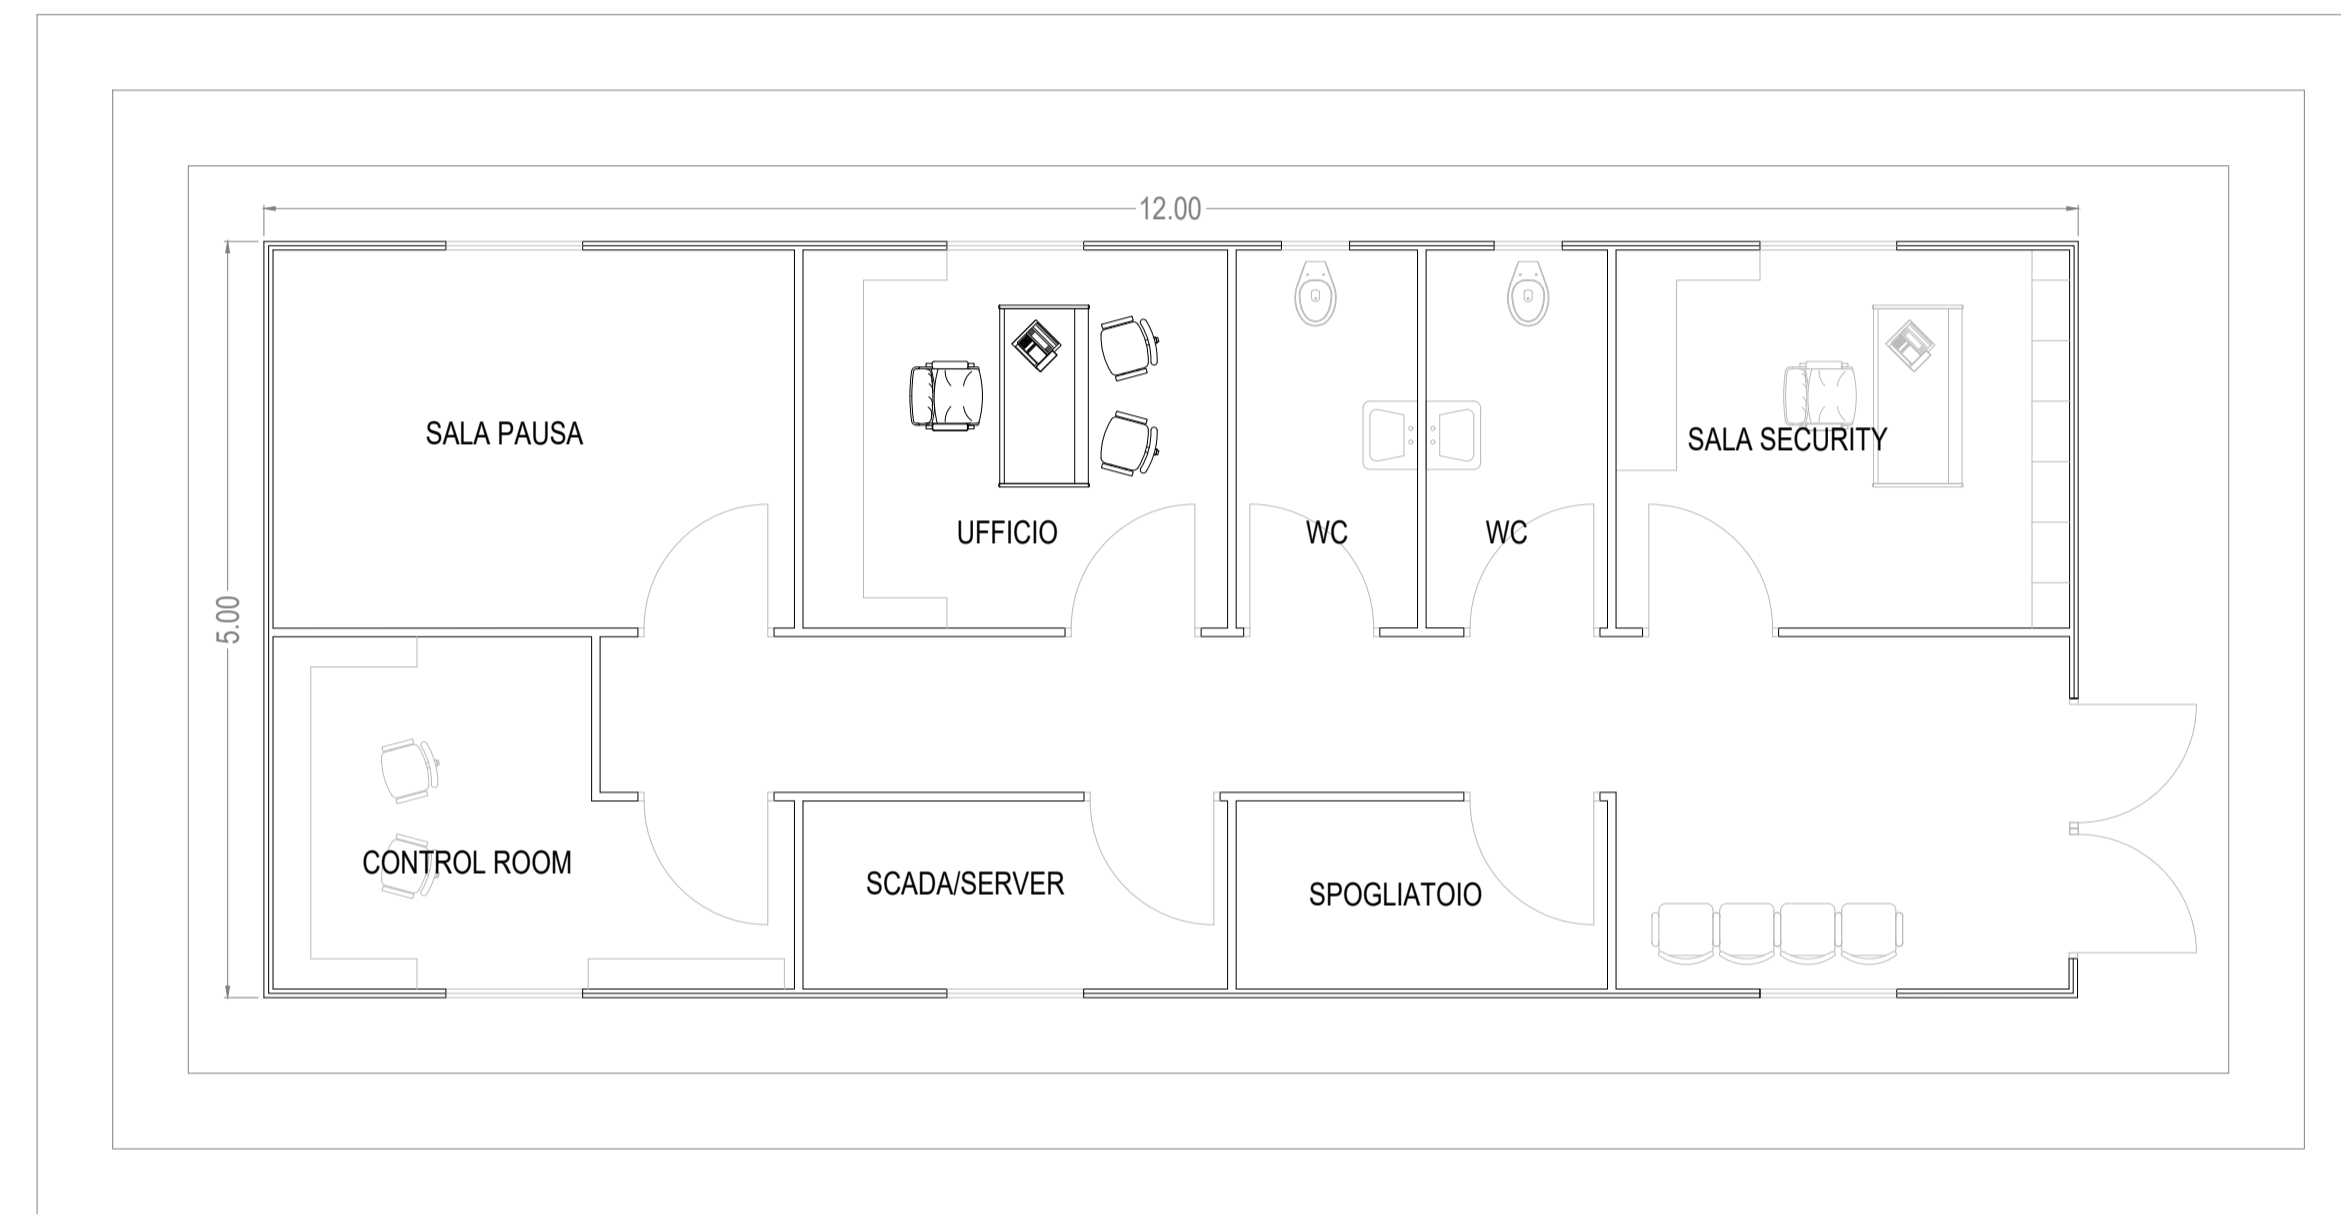 12.00
5.00
SALA PAUSA
UFFICIO
WC
WC
SALA SECURITY
CONTROL ROOM
SCADA/SERVER
SPOGLIATOIO